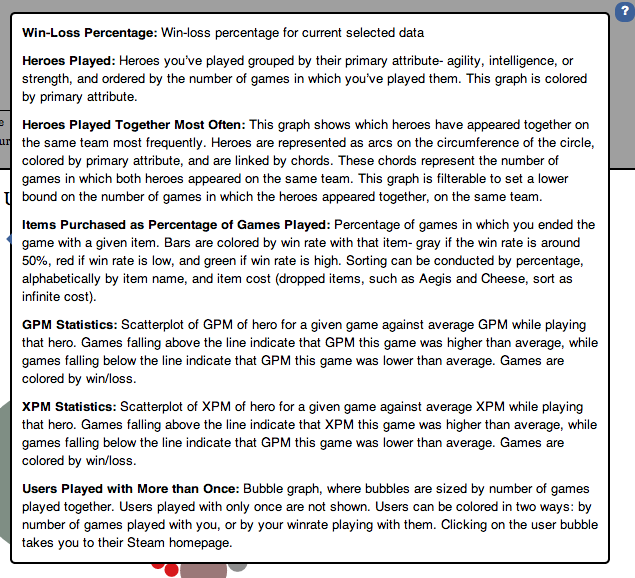 ?
Win-Loss Percentage: Win-loss percentage for current selected data
Heroes Played: Heroes you've played grouped by their primary attribute- agility, intelligence, or
strength, and ordered by the number of games in which you've played them. This graph is colored
by primary attribute.
Heroes Played Together Most Often: This graph shows which heroes have appeared together on
the same team most frequently. Heroes are represented as arcs on the circumference of the circle,
colored by primary attribute, and are linked by chords. These chords represent the number of
games in which both heroes appeared on the same team. This graph is filterable to set a lower
bound on the number of games in which the heroes appeared together, on the same team.
Items Purchased as Percentage of Games Played: Percentage of games in which you ended the
game with a given item. Bars are colored by win rate with that item- gray if the win rate is around
50%, red if win rate is low, and green if win rate is high. Sorting can be conducted by percentage,
alphabetically by item name, and item cost (dropped items, such as Aegis and Cheese, sort as
infinite cost).
GPM Statistics: Scatterplot of GPM of hero for a given game against average GPM while playing
that hero. Games falling above the line indicate that GPM this game was higher than average, while
games falling below the line indicate that GPM this game was lower than average. Games are
colored by win/loss.
XPM Statistics: Scatterplot of XPM of hero for a given game against average XPM while playing
that hero. Games falling above the line indicate that XPM this game was higher than average, while
games falling below the line indicate that GPM this game was lower than average. Games are
colored by win/loss.
Users Played with More than Once: Bubble graph, where bubbles are sized by number of games
played together. Users played with only once are not shown. Users can be colored in two ways: by
number of games played with you, or by your winrate playing with them. Clicking on the user bubble
takes you to their Steam homepage.